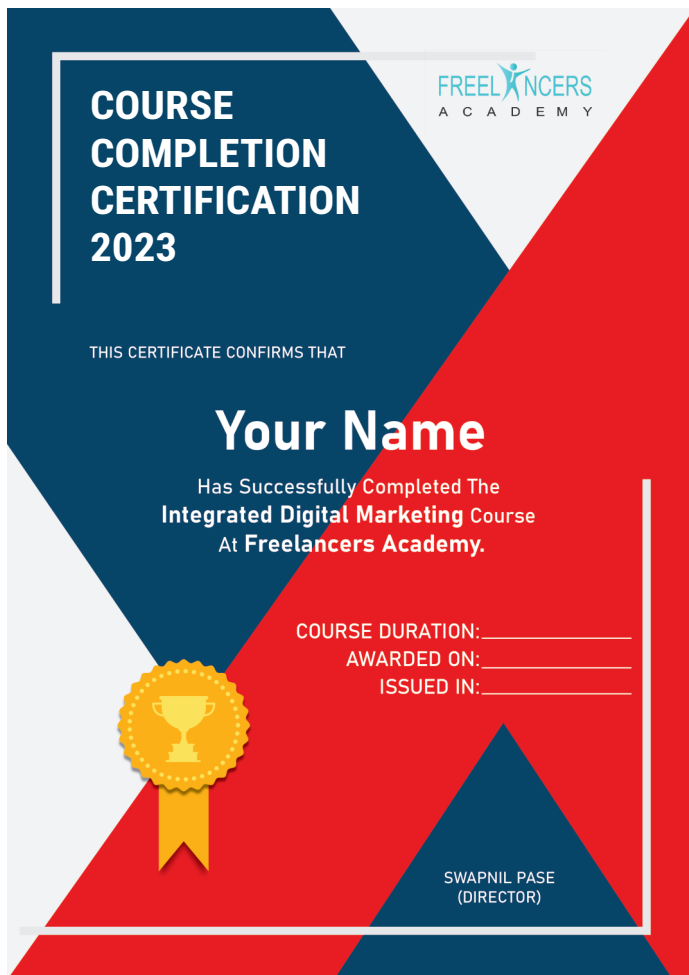 COURSE
COMPLETION
CERTIFICATION
2023
FREELANCERS
ACADEMY
THIS CERTIFICATE CONFIRMS THAT
Your Name
Has Successfully Completed The
Integrated Digital Marketing Course
At Freelancers Academy.
COURSE DURATION:
AWARDED ON:
ISSUED IN:
SWAPNIL PASE
(DIRECTOR)